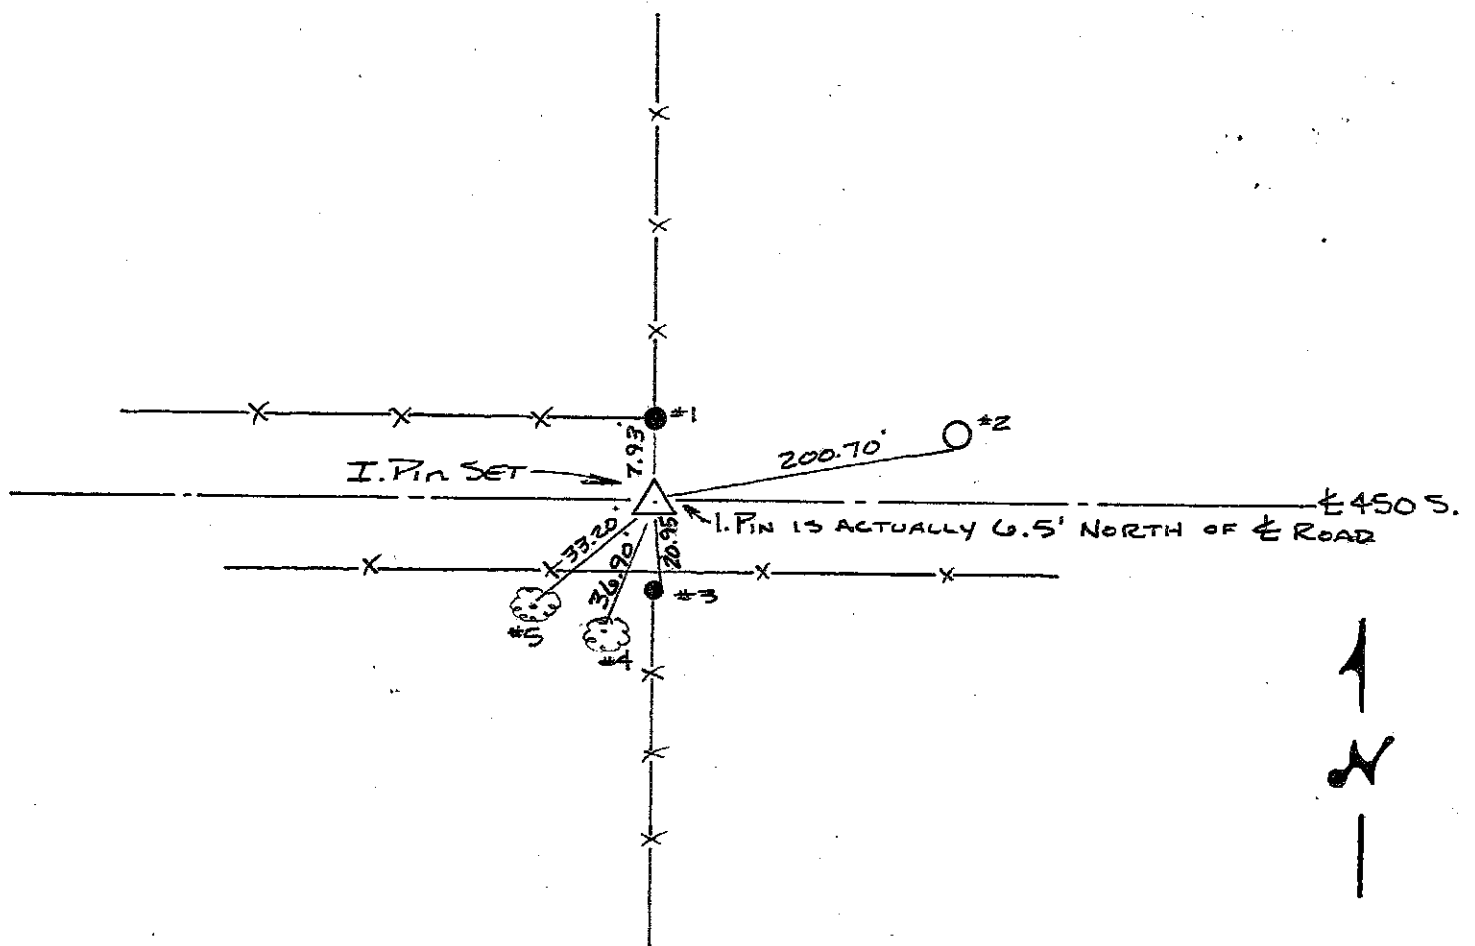 #1
#2
7.93'
200.70'
I. Pin Set
℄ 450 S.
I. Pin is actually 6.5' North of ℄ Road
33.20'
36.90'
20.95
#3
#5
#4
N